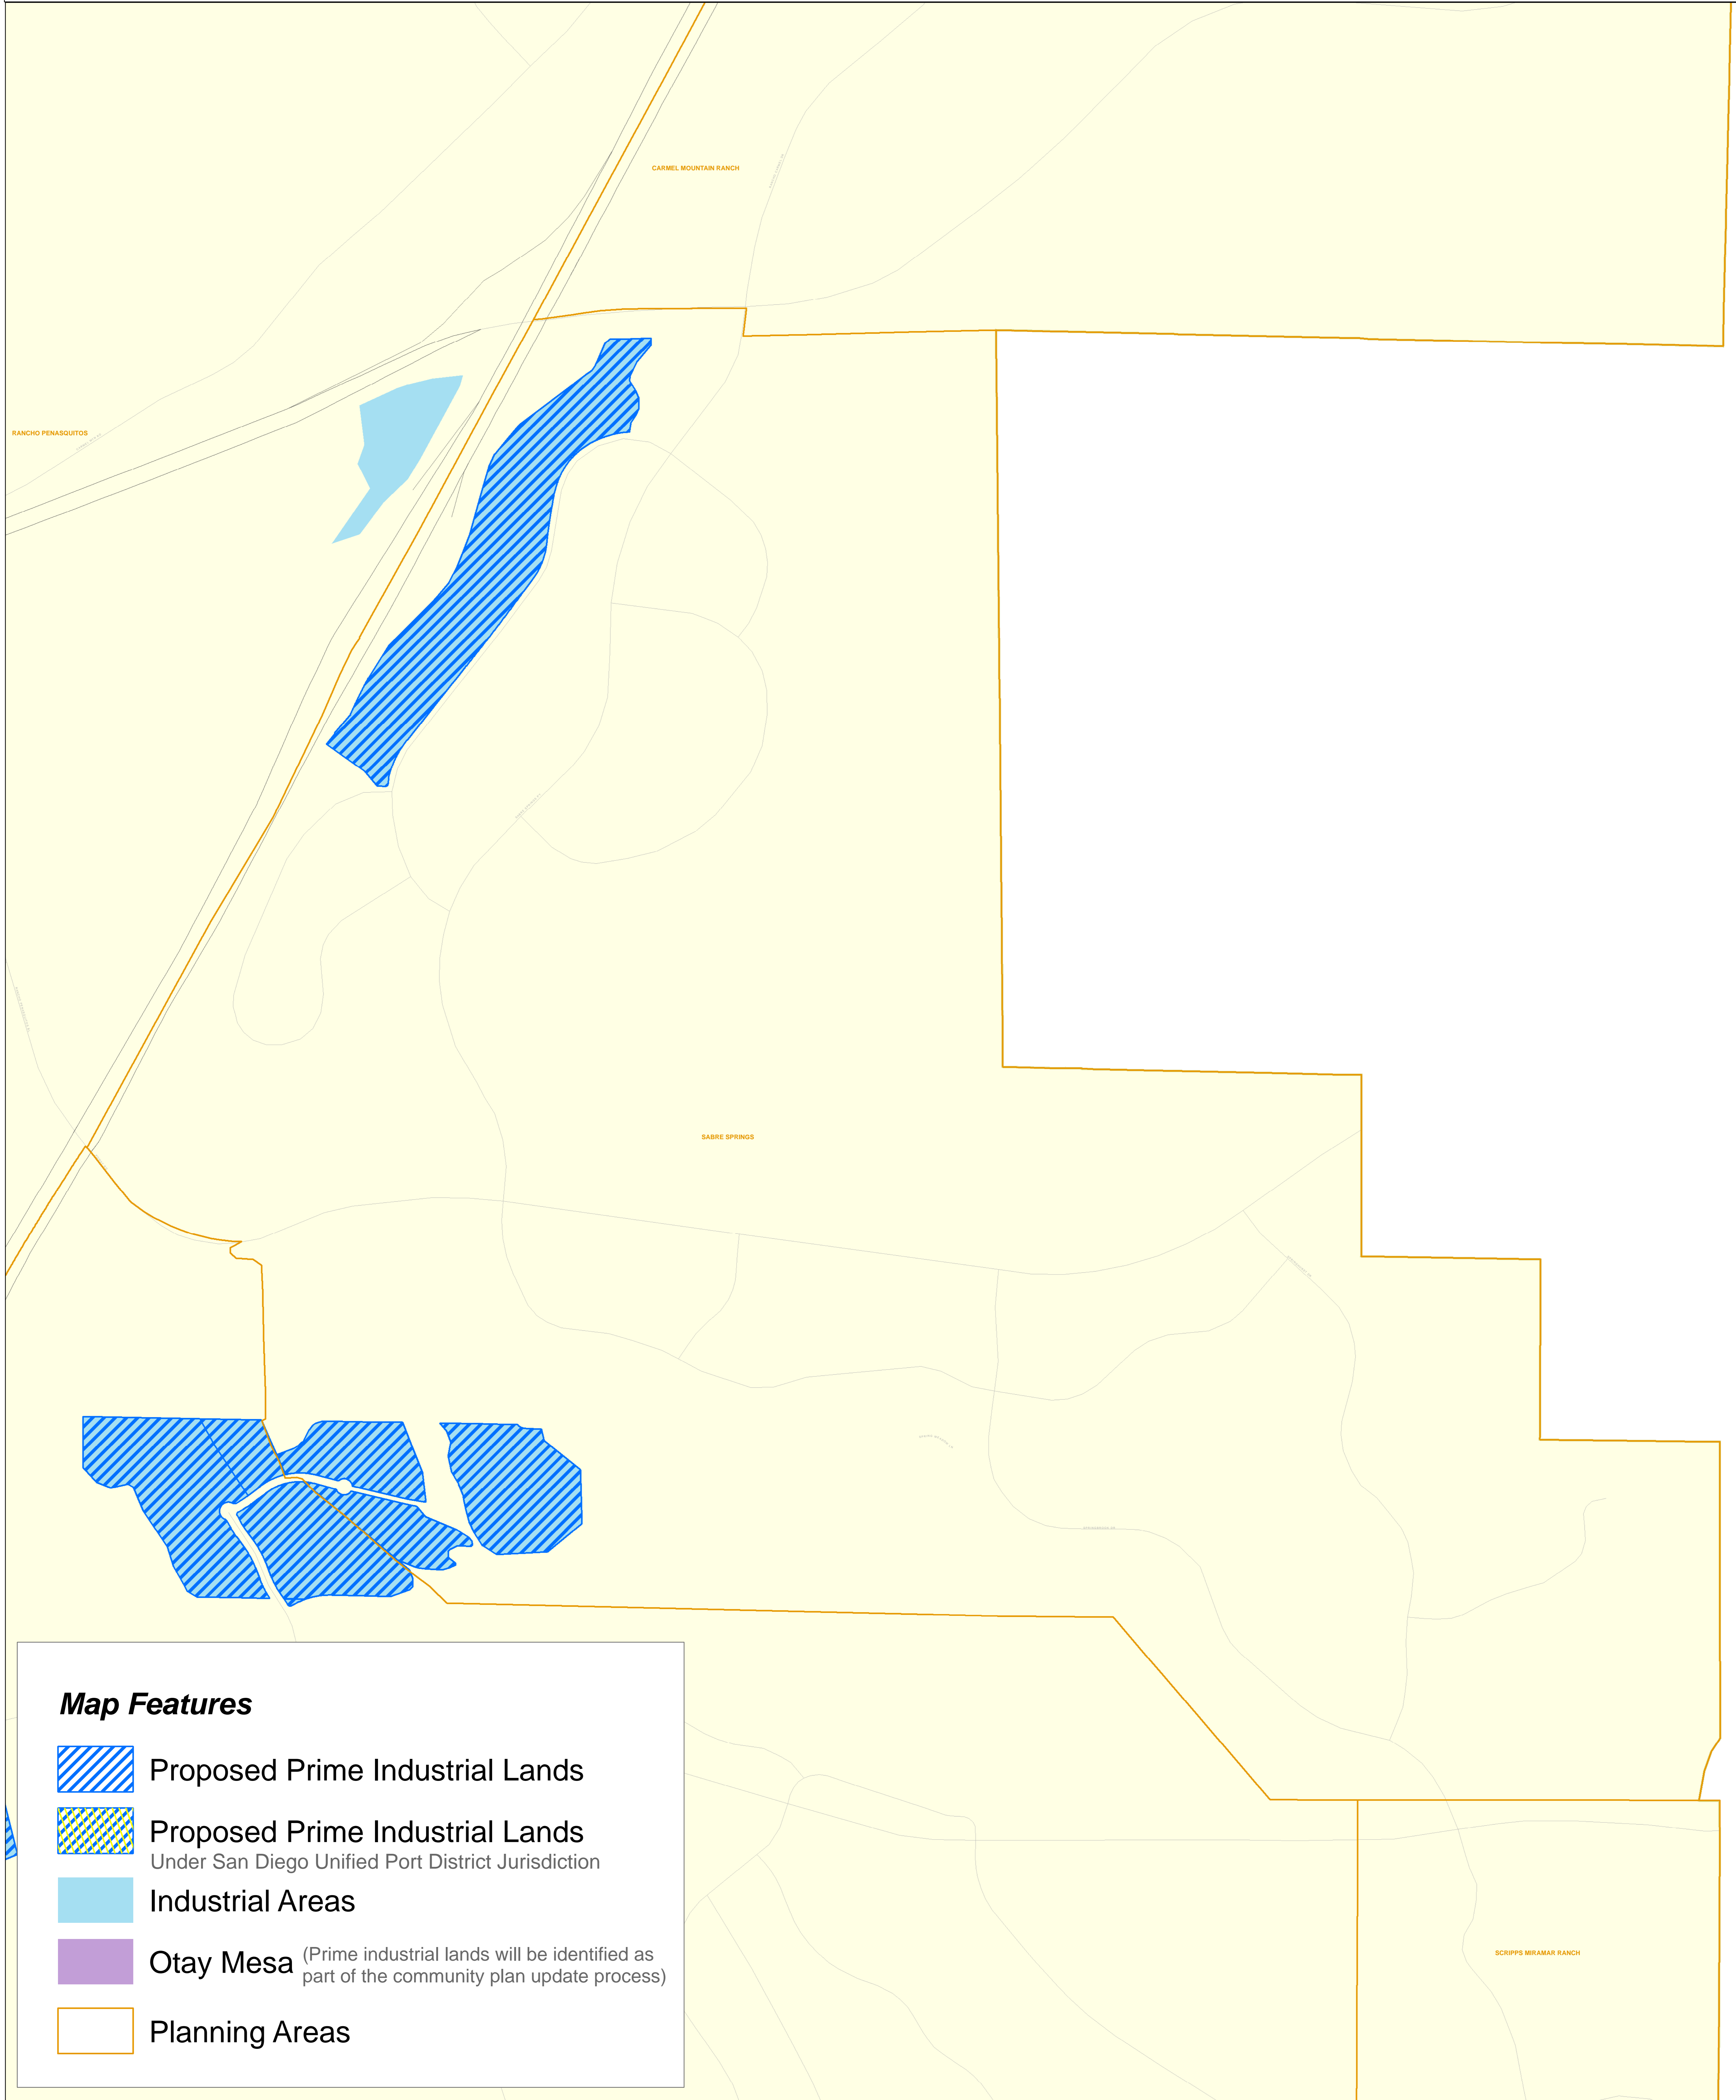 CARMEL MOUNTAIN RANCH
RANCHO PENASQUITOS
SABRE SPRINGS
SCRIPPS MIRAMAR RANCH
Map Features
Proposed Prime Industrial Lands
Proposed Prime Industrial Lands
Under San Diego Unified Port District Jurisdiction
Industrial Areas
Otay Mesa (Prime industrial lands will be identified as
part of the community plan update process)
Planning Areas